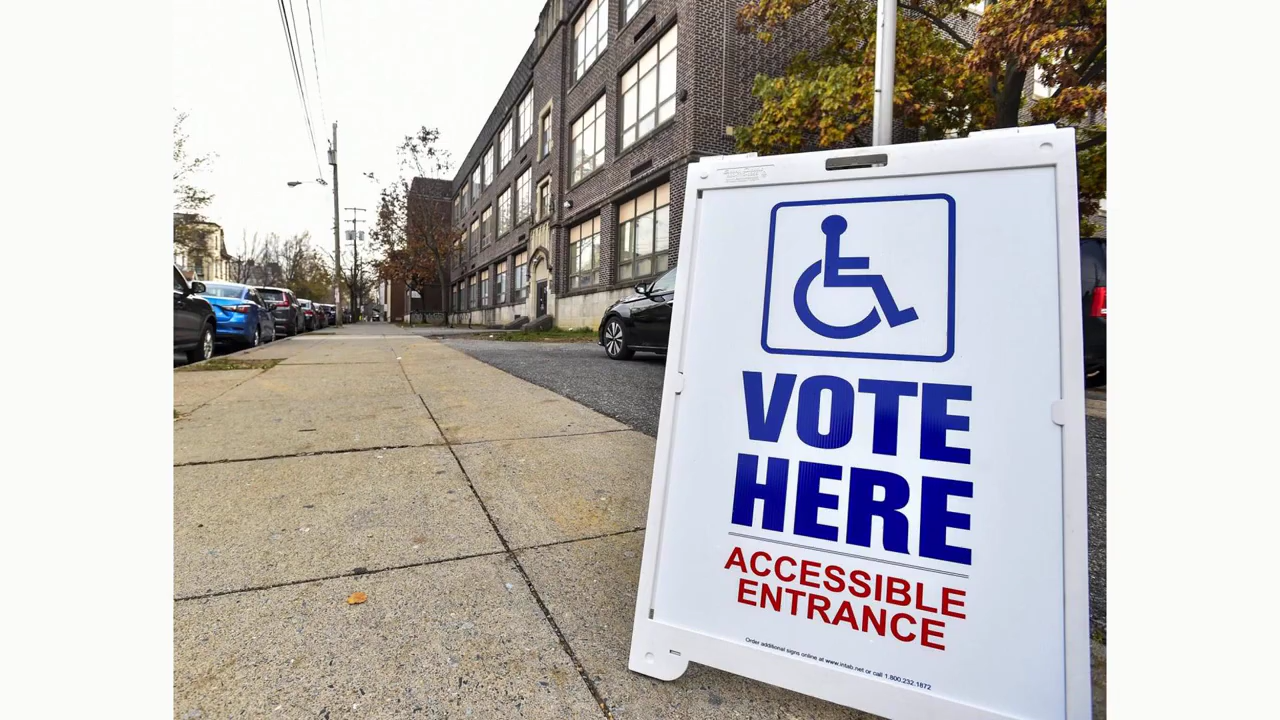 VOTE
HERE
ACCESSIBLE
ENTRANCE
Order additional signs online at www.intab.net or call 1.800.232.1872